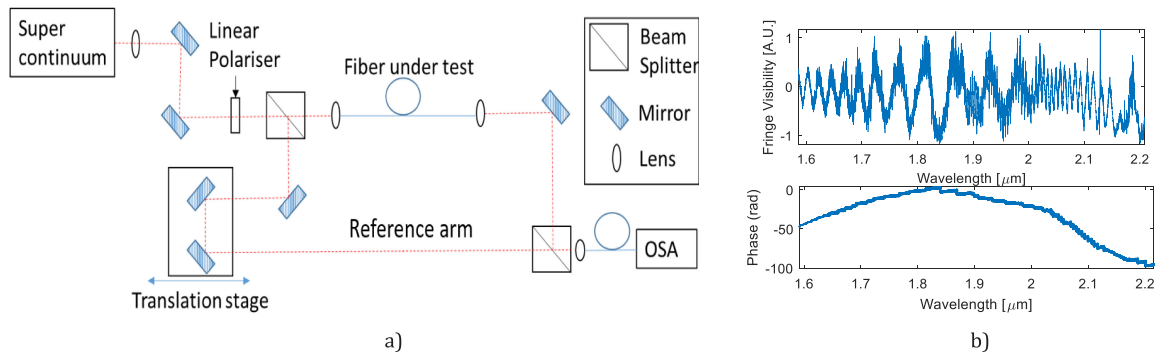 Super
continuum
Linear
Polariser
Fiber under test
Beam
Splitter
Mirror
Lens
Reference arm
OSA
Translation stage
a)
Fringe Visibility [A.U.]
1
0
-1
1.6 1.7 1.8 1.9 2 2.1 2.2
Wavelength [μm]
Phase (rad)
0
-50
-100
1.6 1.7 1.8 1.9 2 2.1 2.2
Wavelength [μm]
b)